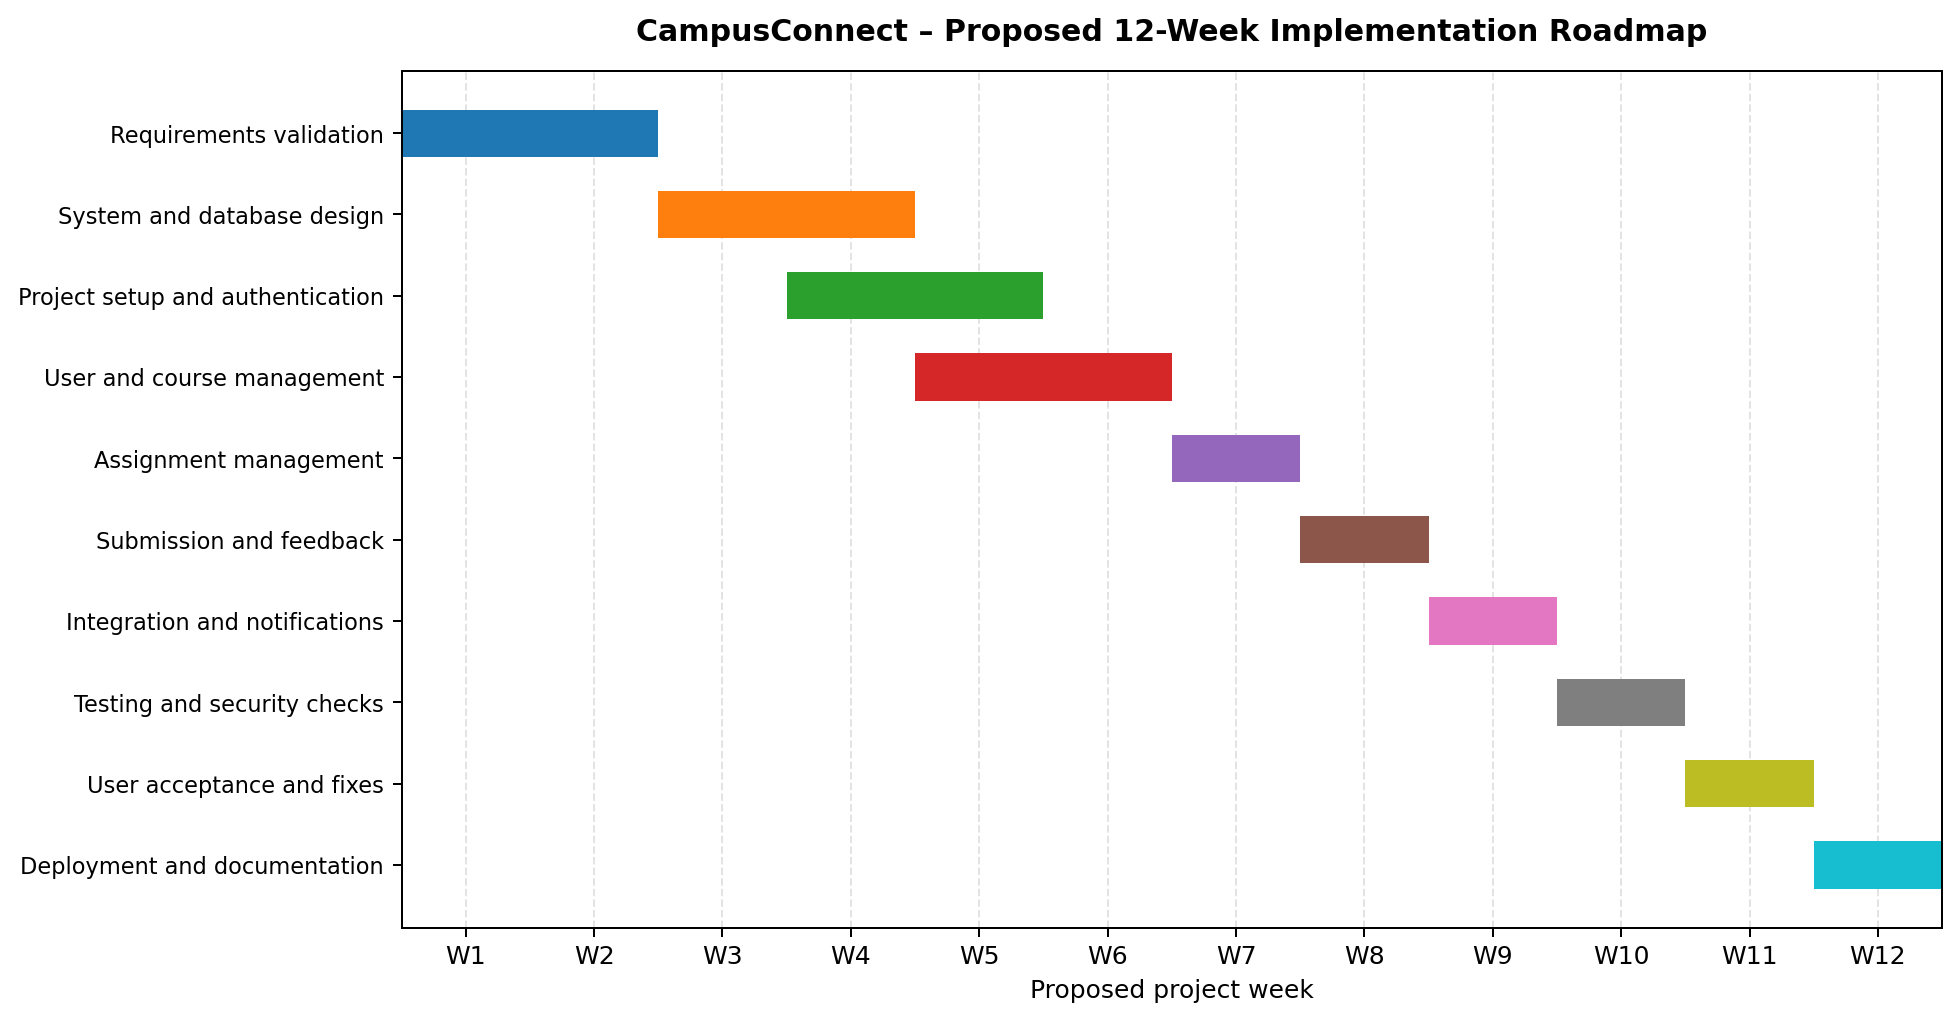 CampusConnect – Proposed 12-Week Implementation Roadmap
Requirements validation
System and database design
Project setup and authentication
User and course management
Assignment management
Submission and feedback
Integration and notifications
Testing and security checks
User acceptance and fixes
Deployment and documentation
W1 W2 W3 W4 W5 W6 W7 W8 W9 W10 W11 W12
Proposed project week